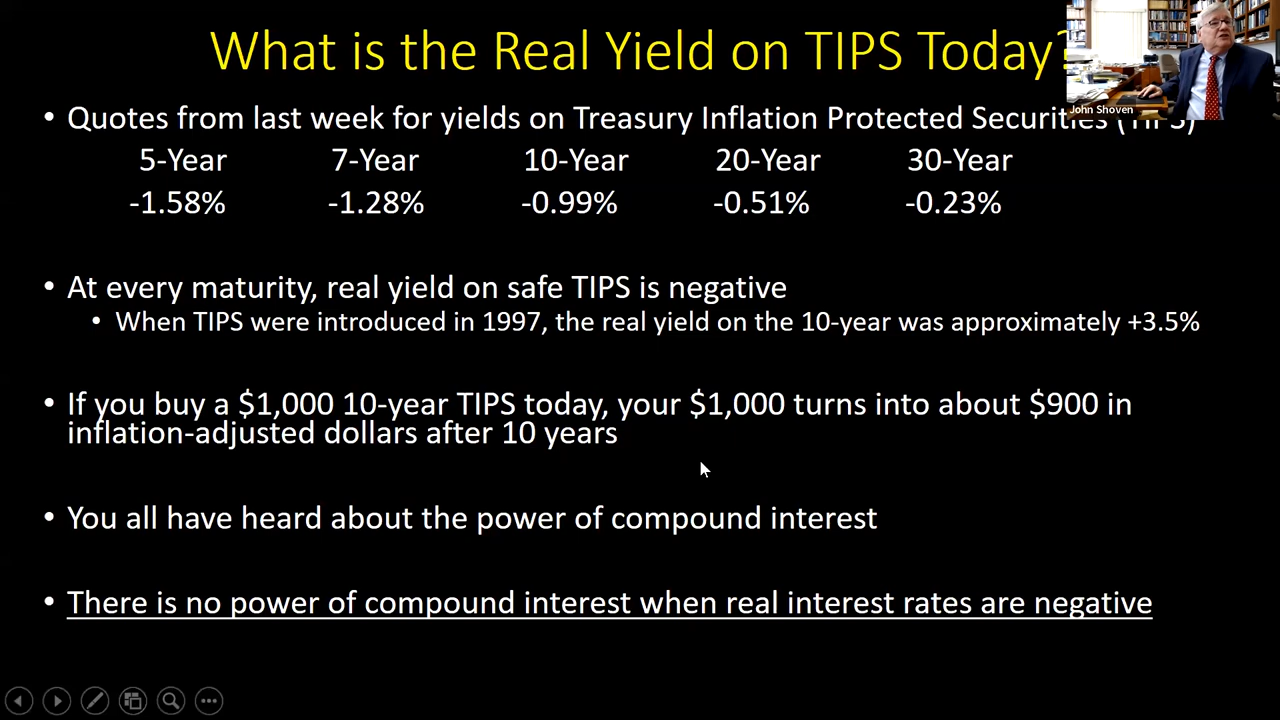 What is the Real Yield on TIPS Today?
John Shoven
• Quotes from last week for yields on Treasury Inflation Protected Securities (TIPS)
5-Year 7-Year 10-Year 20-Year 30-Year
-1.58% -1.28% -0.99% -0.51% -0.23%
• At every maturity, real yield on safe TIPS is negative
• When TIPS were introduced in 1997, the real yield on the 10-year was approximately +3.5%
• If you buy a $1,000 10-year TIPS today, your $1,000 turns into about $900 in
inflation-adjusted dollars after 10 years
• You all have heard about the power of compound interest
• There is no power of compound interest when real interest rates are negative